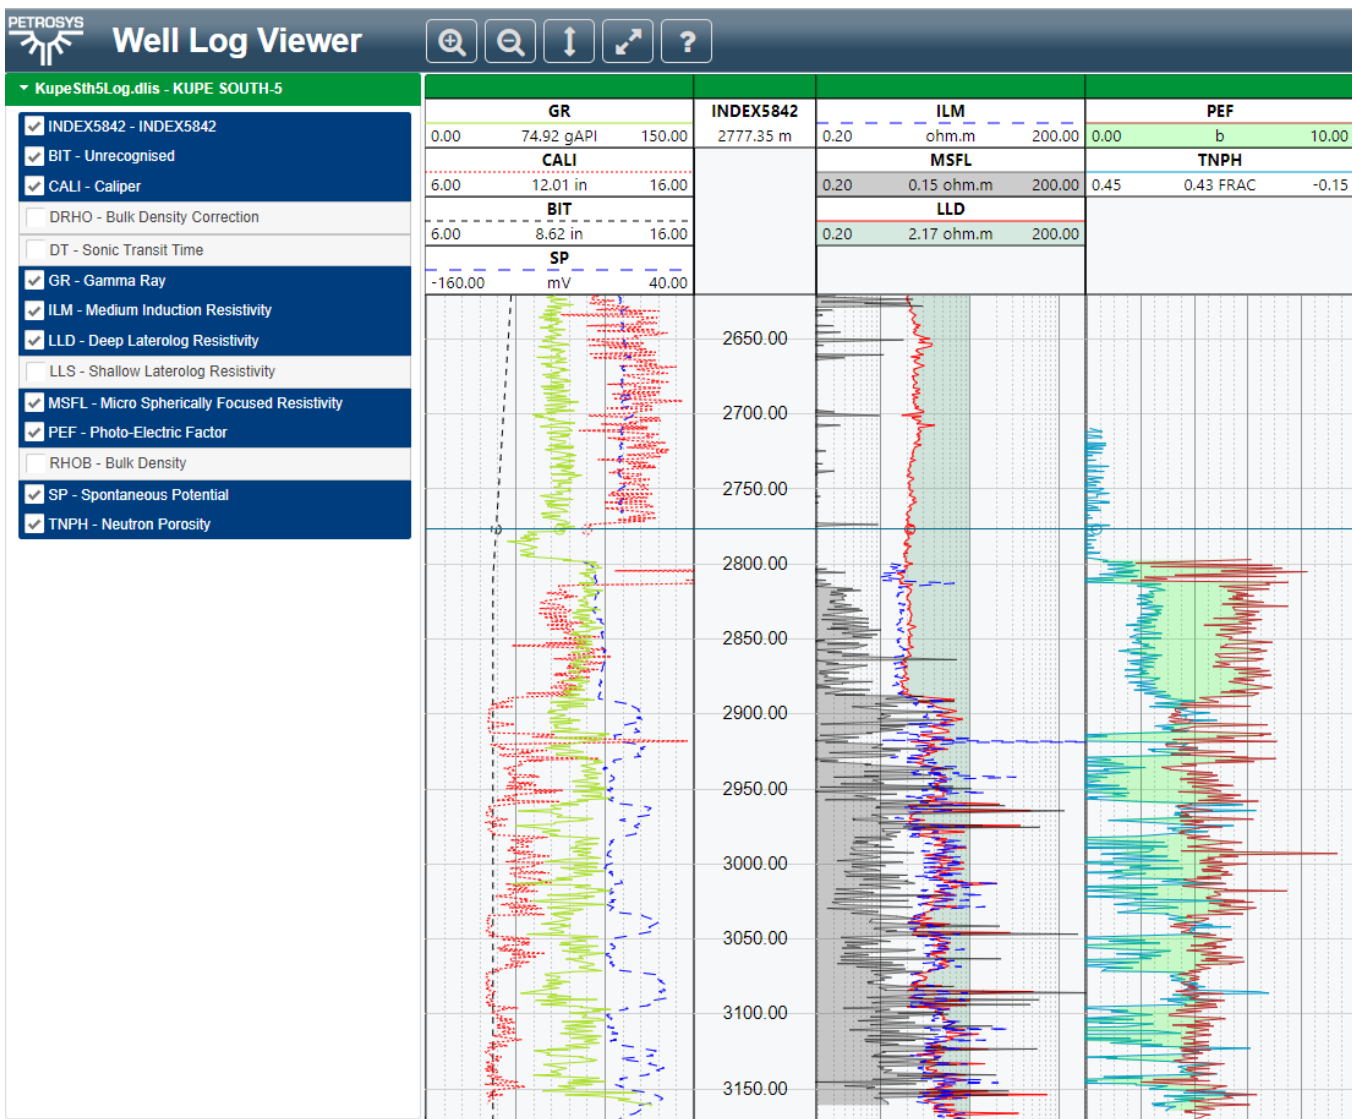 PETROSYS
Well Log Viewer
?
KupeSth5Log.dlis - KUPE SOUTH-5
INDEX5842 - INDEX5842
BIT - Unrecognised
CALI - Caliper
DRHO - Bulk Density Correction
DT - Sonic Transit Time
GR - Gamma Ray
ILM - Medium Induction Resistivity
LLD - Deep Laterolog Resistivity
LLS - Shallow Laterolog Resistivity
MSFL - Micro Spherically Focused Resistivity
PEF - Photo-Electric Factor
RHOB - Bulk Density
SP - Spontaneous Potential
TNPH - Neutron Porosity
GR
0.00 74.92 gAPI 150.00
CALI
6.00 12.01 in 16.00
BIT
6.00 8.62 in 16.00
SP
-160.00 mV 40.00
INDEX5842
2777.35 m
ILM
0.20 ohm.m 200.00
MSFL
0.20 0.15 ohm.m 200.00
LLD
0.20 2.17 ohm.m 200.00
PEF
0.00 b 10.00
TNPH
0.45 0.43 FRAC -0.15
2650.00
2700.00
2750.00
2800.00
2850.00
2900.00
2950.00
3000.00
3050.00
3100.00
3150.00